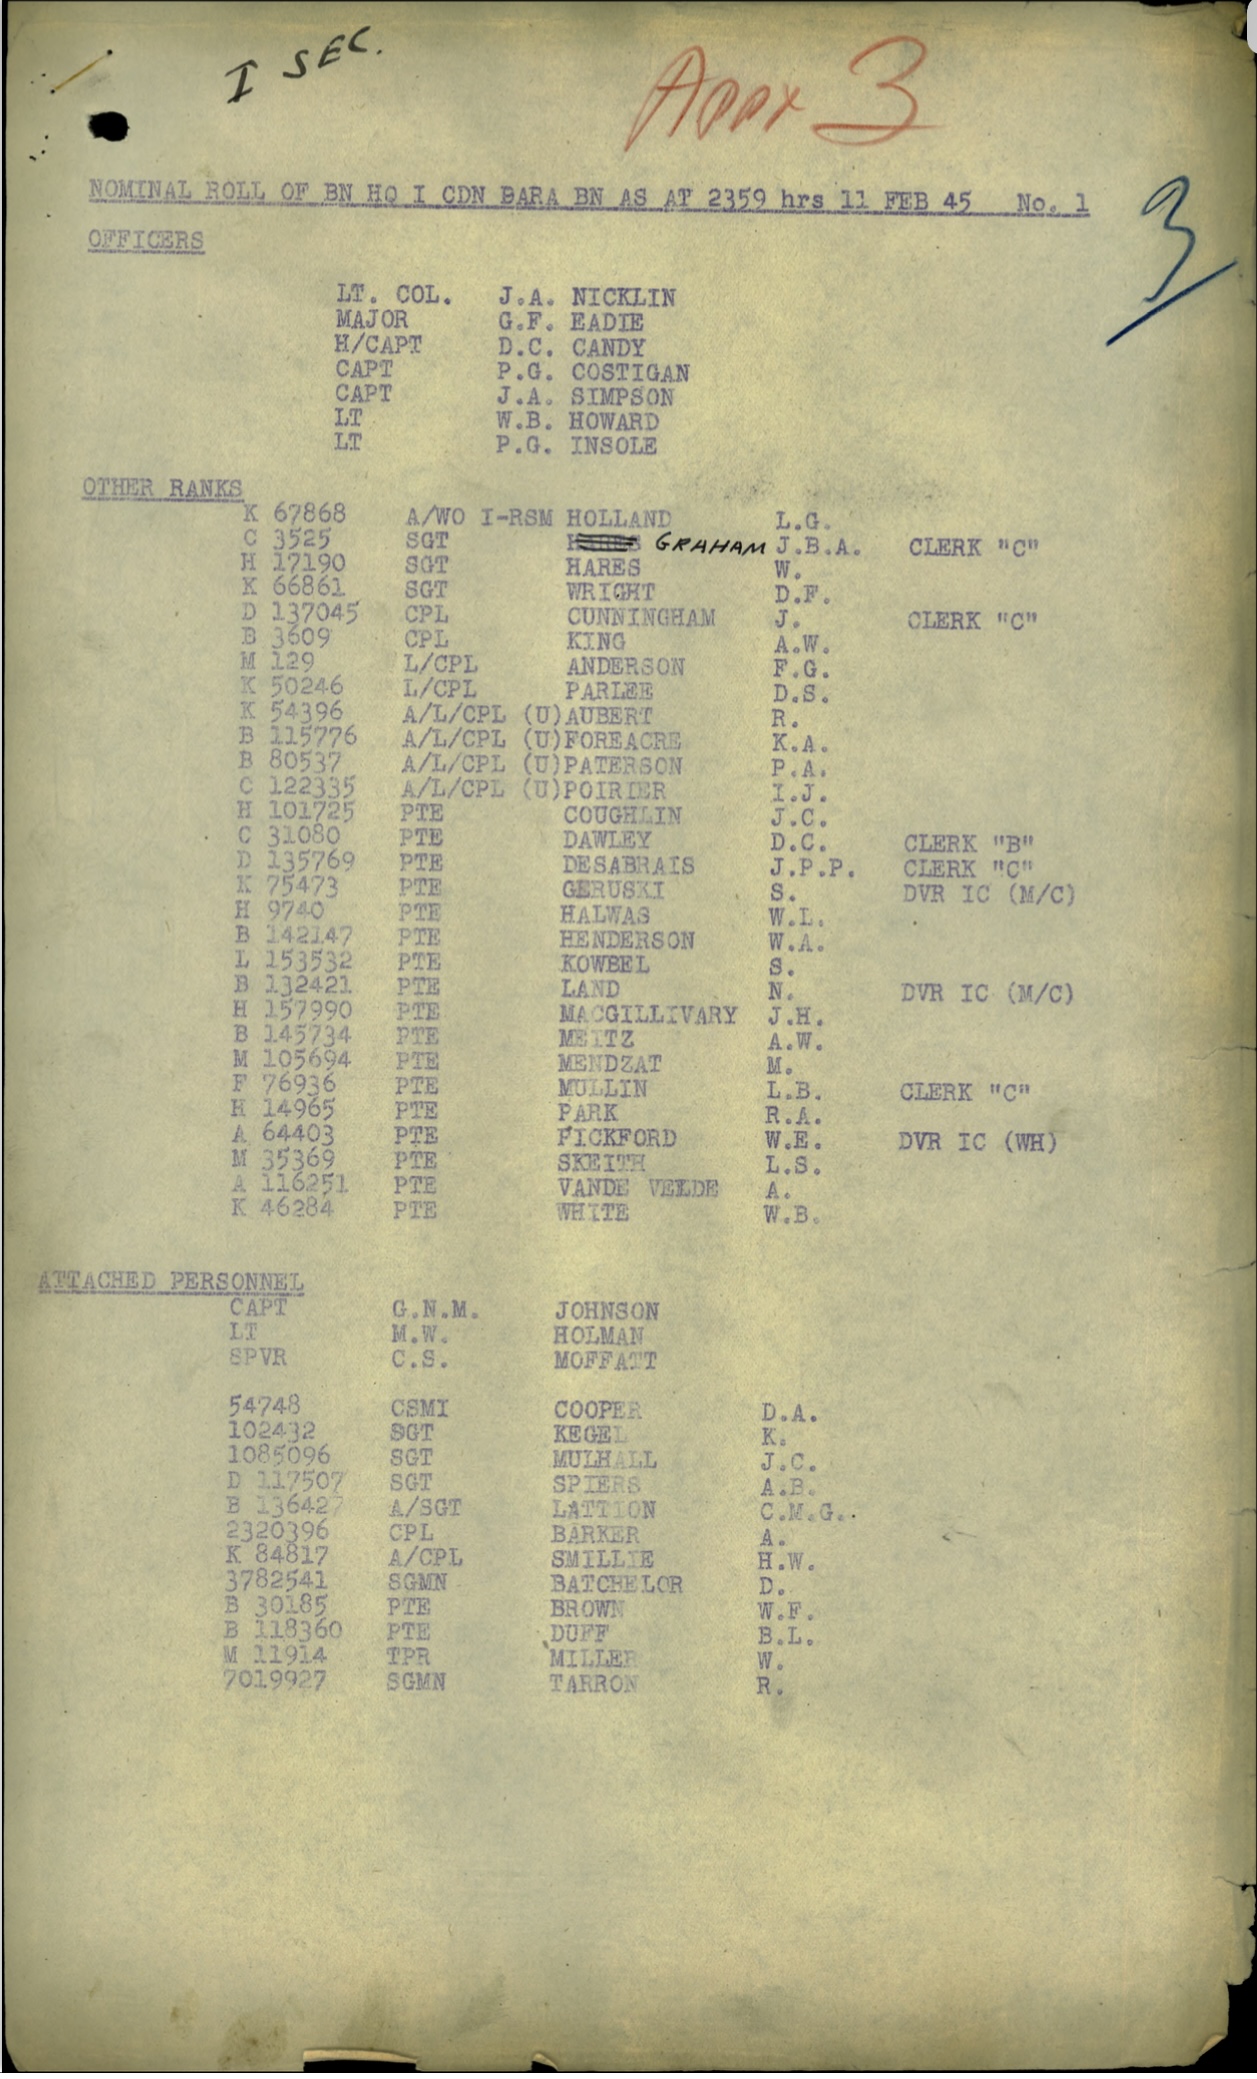 I SEC.
Appx 3
NOMINAL ROLL OF BN HQ I CDN BARA BN AS AT 2359 hrs 11 FEB 45 No. 1
3
OFFICERS
LT. COL. J.A. NICKLIN
MAJOR G.F. EADIE
H/CAPT D.C. CANDY
CAPT P.G. COSTIGAN
CAPT J.A. SIMPSON
LT W.B. HOWARD
LT P.G. INSOLE
OTHER RANKS
K 67868 A/WO I-RSM HOLLAND L.G.
C 3525 SGT GRAHAM J.B.A. CLERK "C"
H 17190 SGT HARES W.
K 66861 SGT WRIGHT D.F.
D 137045 CPL CUNNINGHAM J. CLERK "C"
B 3609 CPL KING A.W.
M 129 L/CPL ANDERSON F.G.
K 50246 L/CPL PARLEE D.S.
K 54396 A/L/CPL (U) AUBERT R.
B 115776 A/L/CPL (U) FOREACRE K.A.
B 80537 A/L/CPL (U) PATERSON P.A.
C 122335 A/L/CPL (U) POIRIER I.J.
H 101725 PTE COUGHLIN J.C.
C 31080 PTE DAWLEY D.C. CLERK "B"
D 135769 PTE DESABRAIS J.P.P. CLERK "C"
K 75473 PTE GERUSKI S. DVR IC (M/C)
H 9740 PTE HALWAS W.L.
B 142147 PTE HENDERSON W.A.
L 153532 PTE KOWBEL S.
B 132421 PTE LAND N. DVR IC (M/C)
H 157990 PTE MACGILLIVARY J.H.
B 145734 PTE MEITZ A.W.
M 105694 PTE MENDZAT M.
F 76936 PTE MULLIN L.B. CLERK "C"
H 14965 PTE PARK R.A.
A 64403 PTE PICKFORD W.E. DVR IC (WH)
M 35369 PTE SKEITH L.S.
A 116251 PTE VANDE VELDE A.
K 46284 PTE WHITE W.B.
ATTACHED PERSONNEL
CAPT G.N.M. JOHNSON
LT M.W. HOLMAN
SPVR C.S. MOFFATT
54748 CSMI COOPER D.A.
102432 SGT KEGEL K.
1085096 SGT MULHALL J.C.
D 117507 SGT SPIERS A.B.
B 136427 A/SGT LATTION C.M.G.
2320396 CPL BARKER A.
K 84817 A/CPL SMILLIE H.W.
3782541 SGMN BATCHELOR D.
B 30185 PTE BROWN W.F.
B 118360 PTE DUFF B.L.
M 11914 TPR MILLER W.
7019927 SGMN TARRON R.